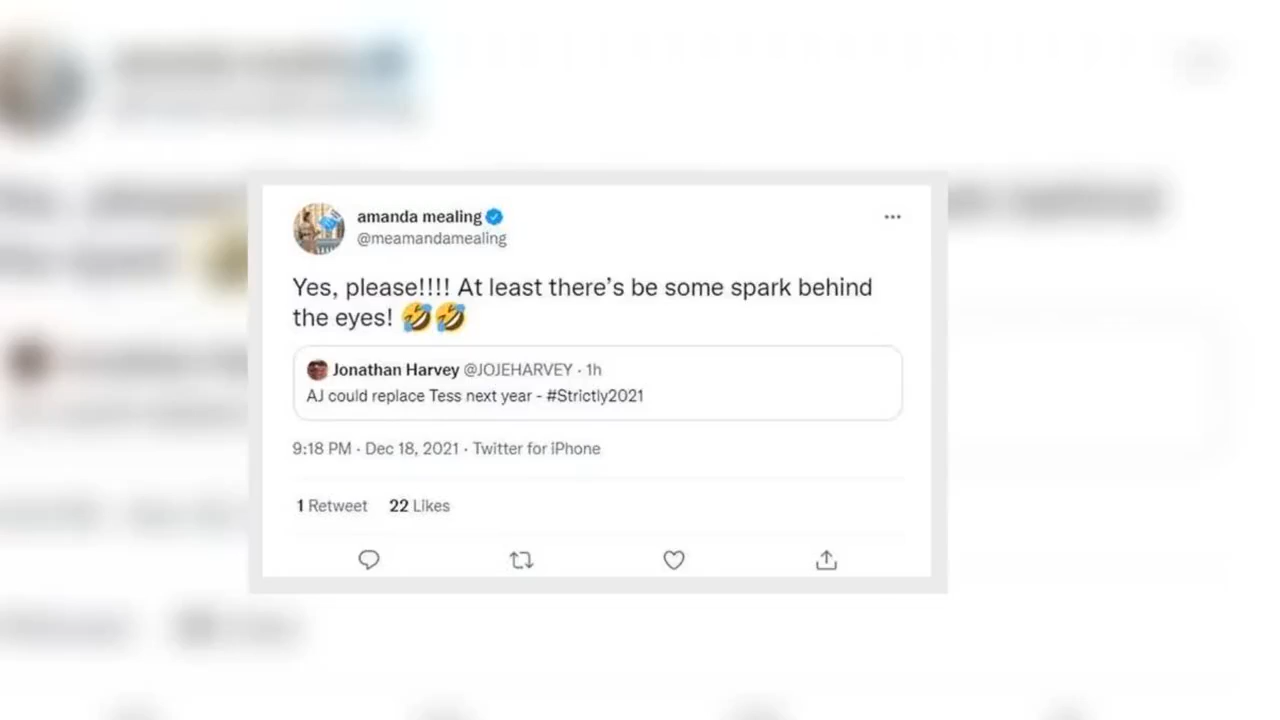 amanda mealing
@meamandamealing
Yes, please!!!! At least there’s be some spark behind
the eyes! 🤣🤣
Jonathan Harvey @JOJEHARVEY · 1h
AJ could replace Tess next year - #Strictly2021
9:18 PM · Dec 18, 2021 · Twitter for iPhone
1 Retweet 22 Likes